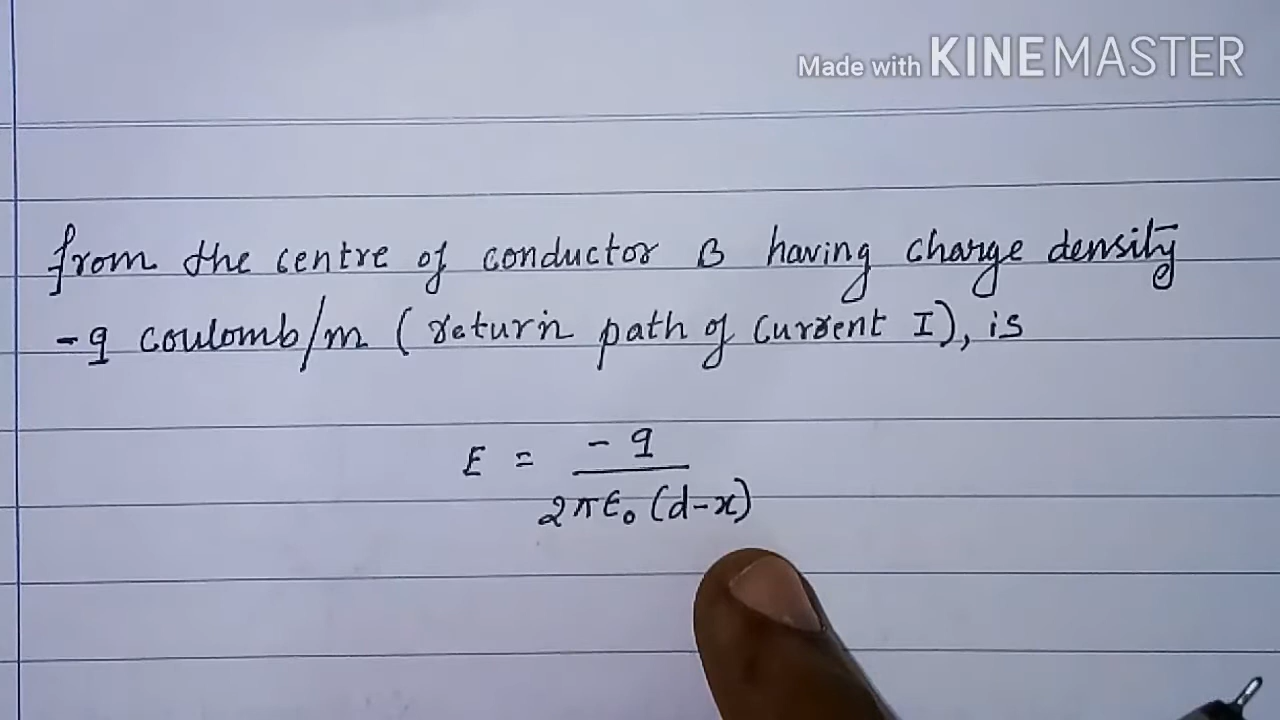 Made with KINEMASTER
from the centre of conductor B having charge density
-q coulomb/m (return path of current I), is
E = -q / 2πϵ₀ (d-x)